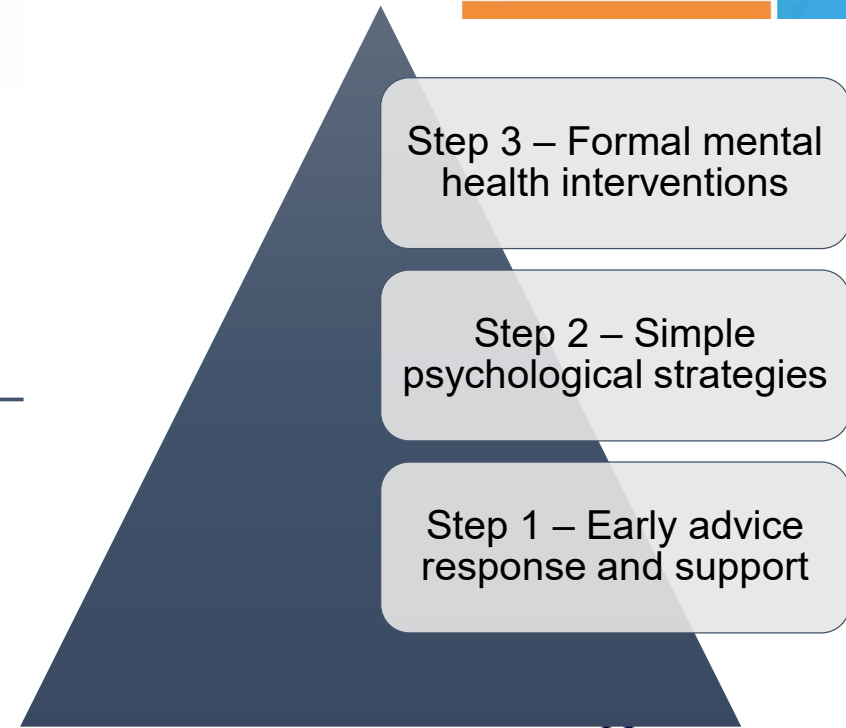 Step 3 – Formal mental
health interventions
Step 2 – Simple
psychological strategies
Step 1 – Early advice
response and support